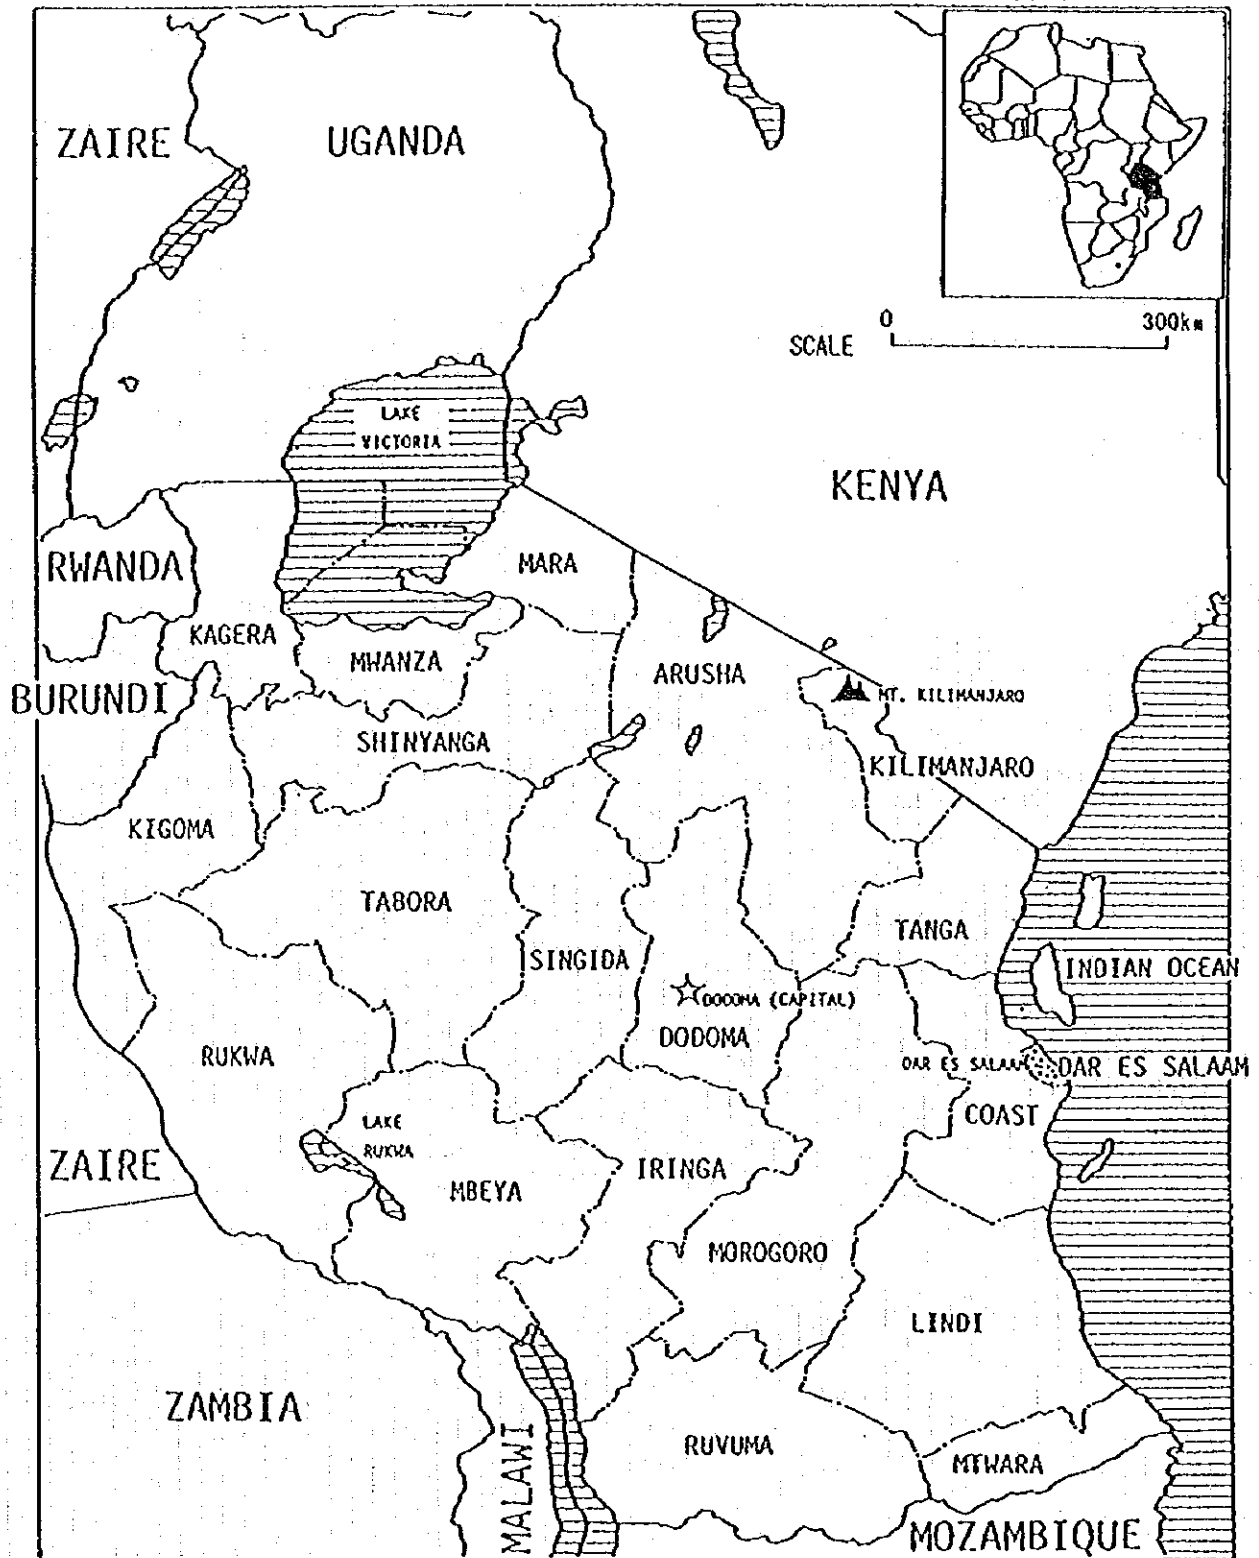 ZAIRE
UGANDA
0
300km
SCALE
LAKE
VICTORIA
KENYA
RWANDA
MARA
KAGERA
MWANZA
ARUSHA
BURUNDI
MT. KILIMANJARO
SHINYANGA
KILIMANJARO
KIGOMA
TABORA
TANGA
SINGIDA
INDIAN OCEAN
DODOMA (CAPITAL)
DODOMA
RUKWA
DAR ES SALAAM
DAR ES SALAAM
COAST
LAKE
RUKWA
ZAIRE
IRINGA
MBEYA
MOROGORO
LINDI
ZAMBIA
RUVUMA
MTWARA
MALAWI
MOZAMBIQUE